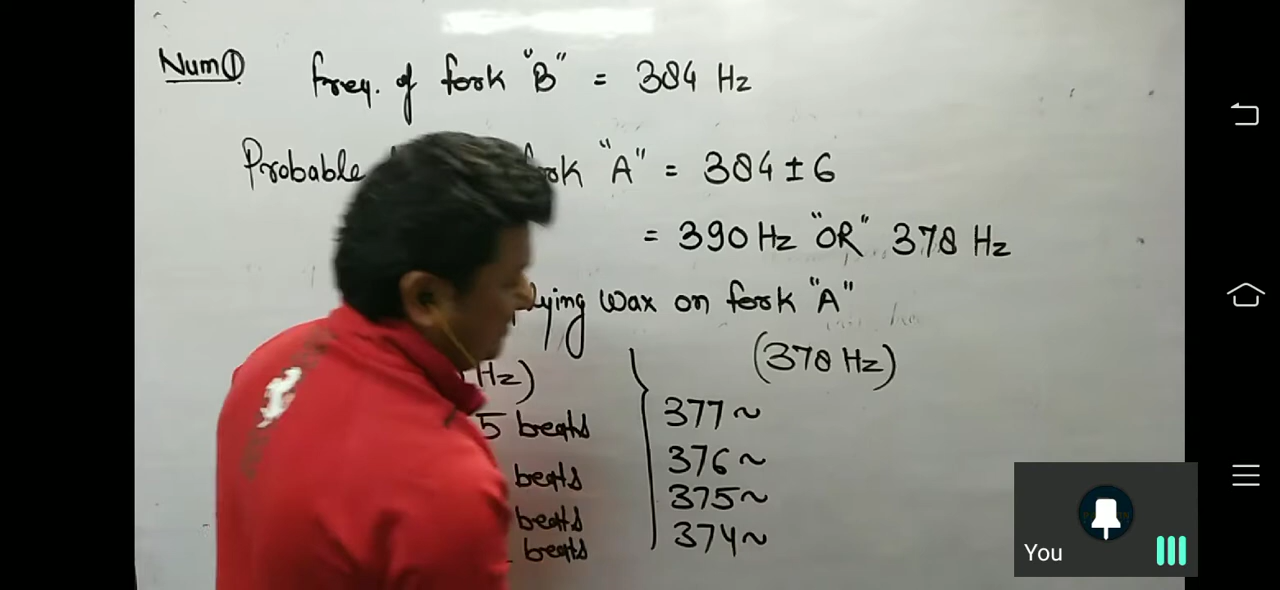 Num①
freq. of fork "B" = 384 Hz
Probable "A" = 384 ± 6
= 390 Hz "OR" 378 Hz
wax on fork "A"
Hz) (378 Hz)
5 beats 377 ~
beats 376 ~
beats 375 ~
beats 374 ~
You